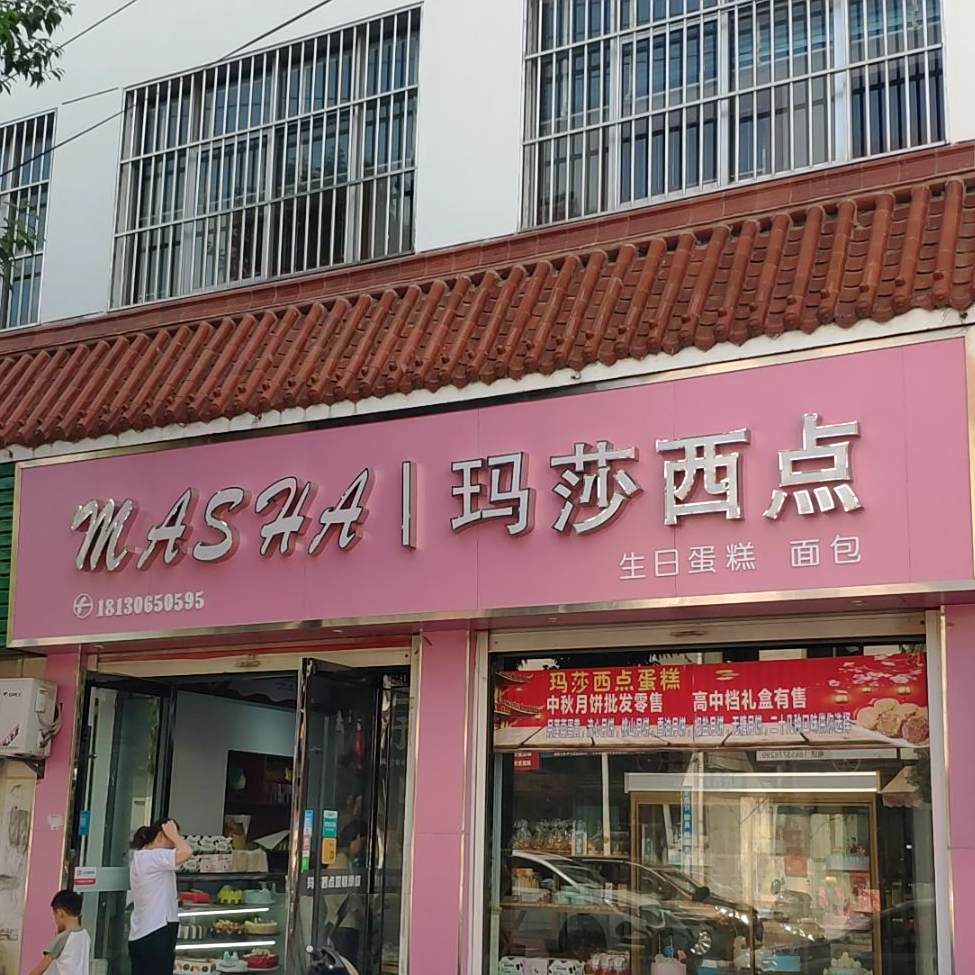 MASHA | 玛莎西点
生日蛋糕 面包
18130650595
玛莎西点蛋糕
中秋月饼批发零售 高中档礼盒有售